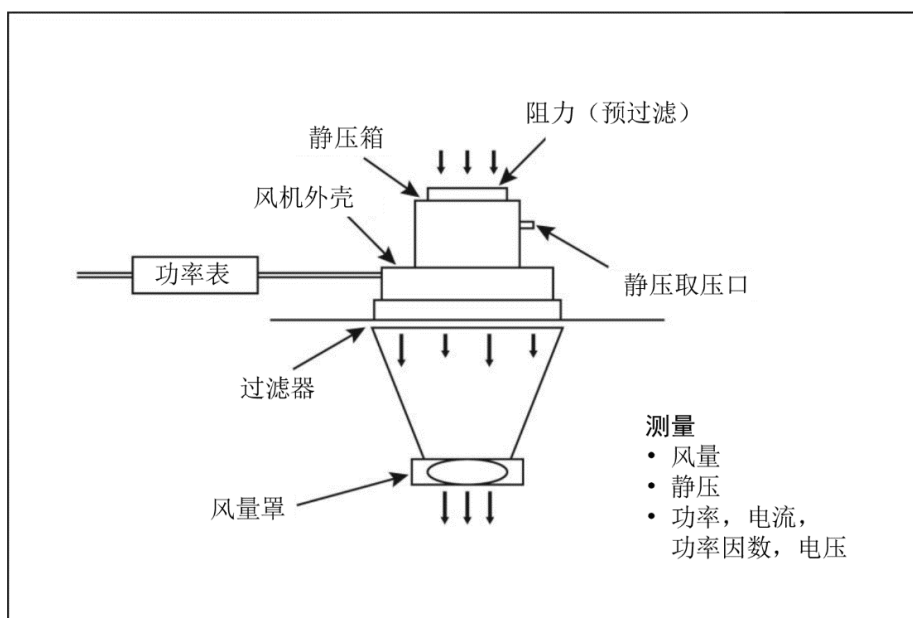 阻力（预过滤）
静压箱
风机外壳
功率表
静压取压口
过滤器
测量
• 风量
• 静压
• 功率，电流，
功率因数，电压
风量罩